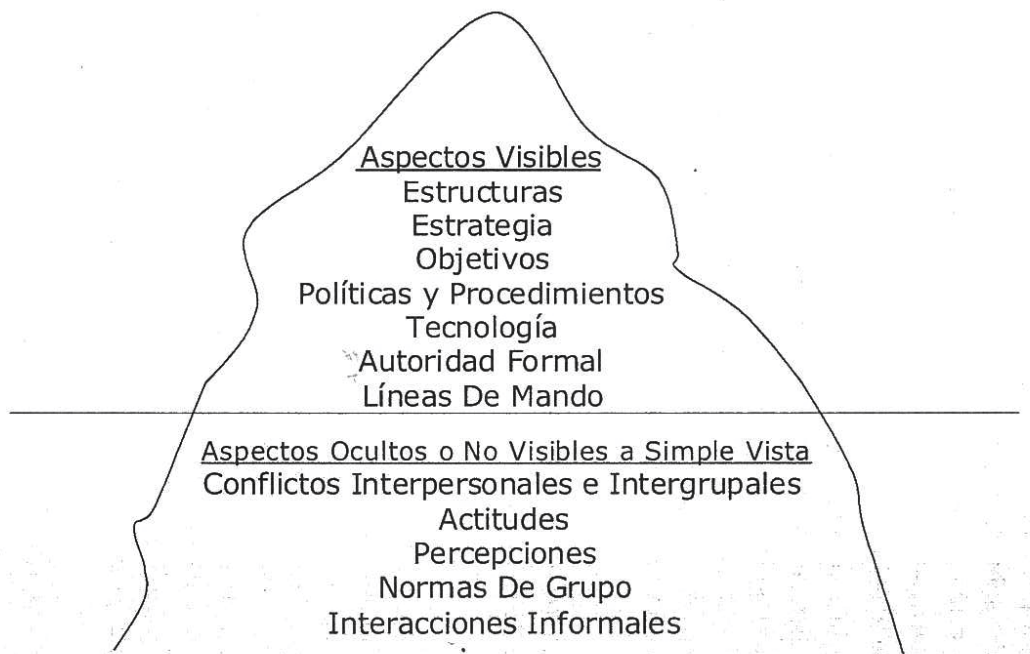 Aspectos Visibles
Estructuras
Estrategia
Objetivos
Políticas y Procedimientos
Tecnología
Autoridad Formal
Líneas De Mando
Aspectos Ocultos o No Visibles a Simple Vista
Conflictos Interpersonales e Intergrupales
Actitudes
Percepciones
Normas De Grupo
Interacciones Informales